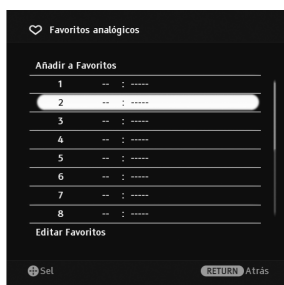 Favoritos analógicos
Añadir a Favoritos
1 -- : -----
2 -- : -----
3 -- : -----
4 -- : -----
5 -- : -----
6 -- : -----
7 -- : -----
8 -- : -----
Editar Favoritos
Sel RETURN Atrás